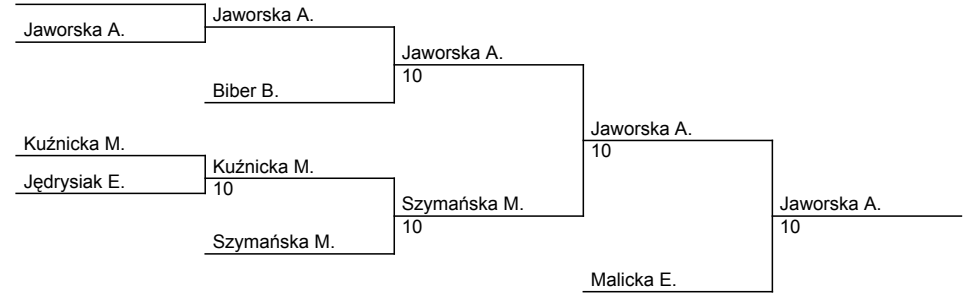 Jaworska A.
Jaworska A.
Biber B.
Jaworska A.
10
Kuźnicka M.
Jędrysiak E.
Kuźnicka M.
10
Szymańska M.
Szymańska M.
10
Jaworska A.
10
Malicka E.
Jaworska A.
10